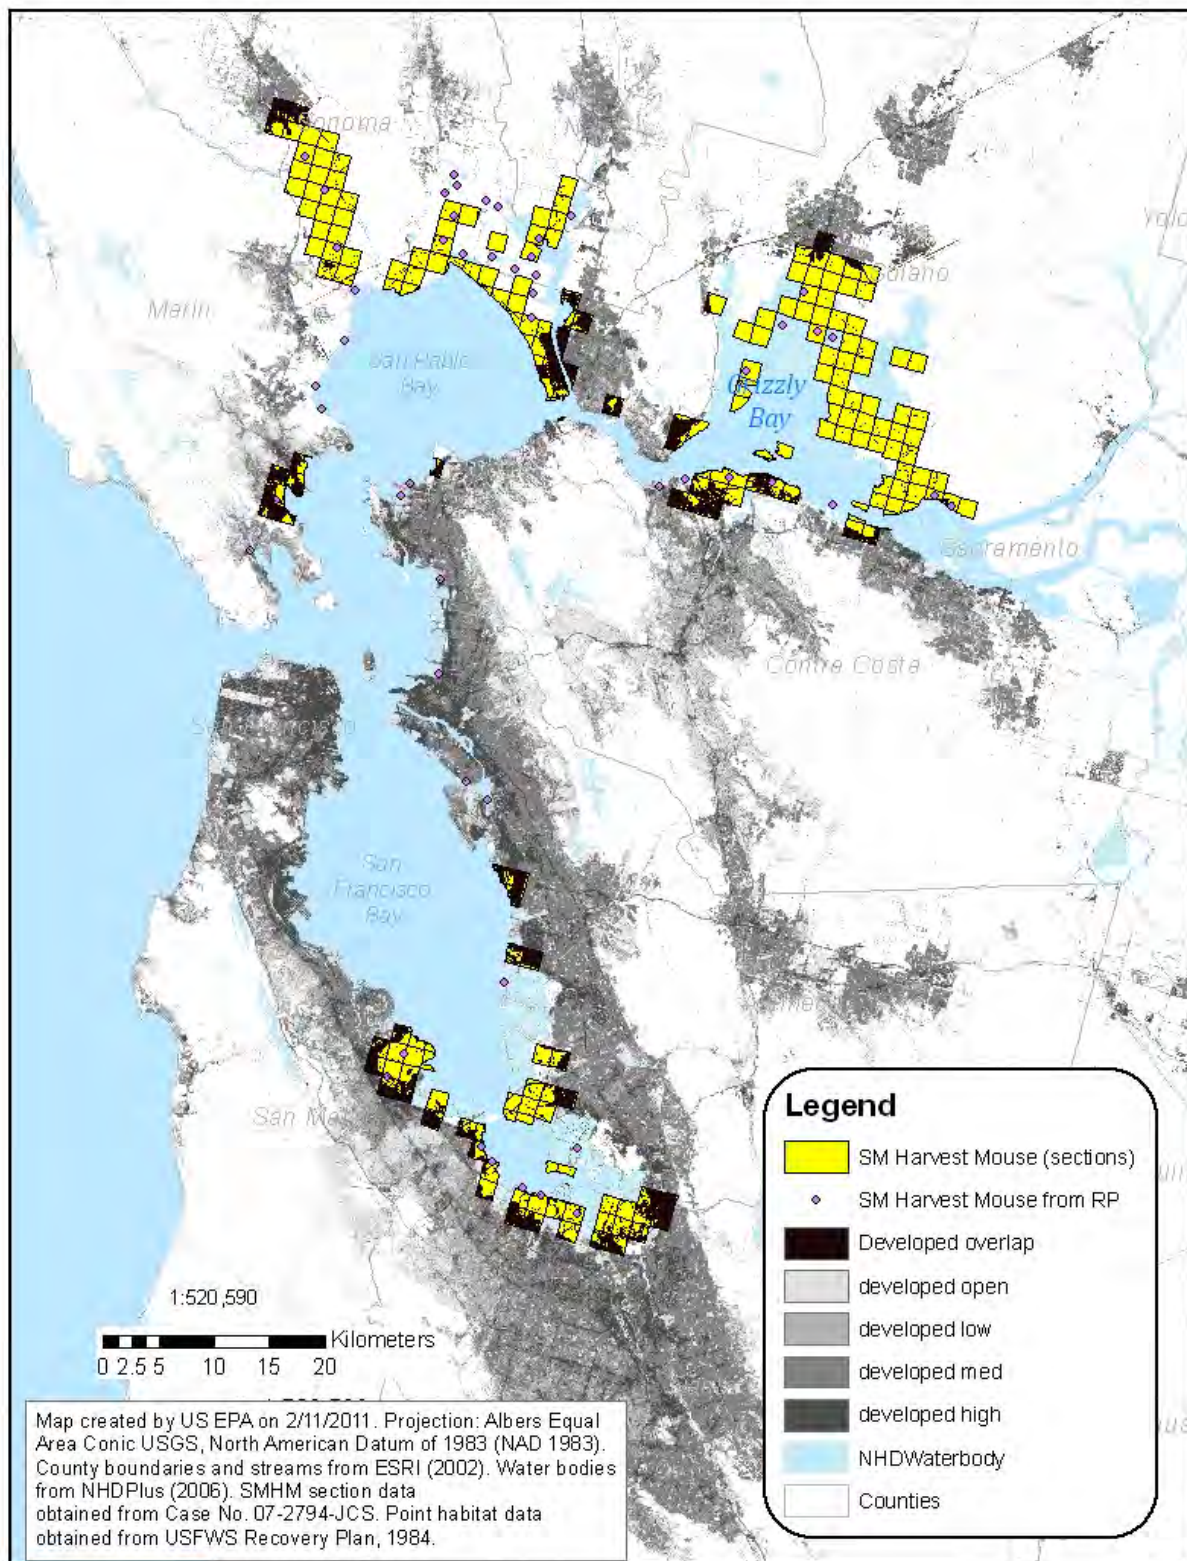 Sonoma
Solano
Marin
San Pablo
Bay
Grizzly
Bay
Sacramento
Contra Costa
San
Francisco
Bay
Legend
SM Harvest Mouse (sections)
SM Harvest Mouse from RP
Developed overlap
developed open
developed low
developed med
developed high
NHDWaterbody
Counties
1:520,590
Kilometers
0 2.5 5 10 15 20
Map created by US EPA on 2/11/2011. Projection: Albers Equal
Area Conic USGS, North American Datum of 1983 (NAD 1983).
County boundaries and streams from ESRI (2002). Water bodies
from NHDPlus (2006). SMHM section data
obtained from Case No. 07-2794-JCS. Point habitat data
obtained from USFWS Recovery Plan, 1984.